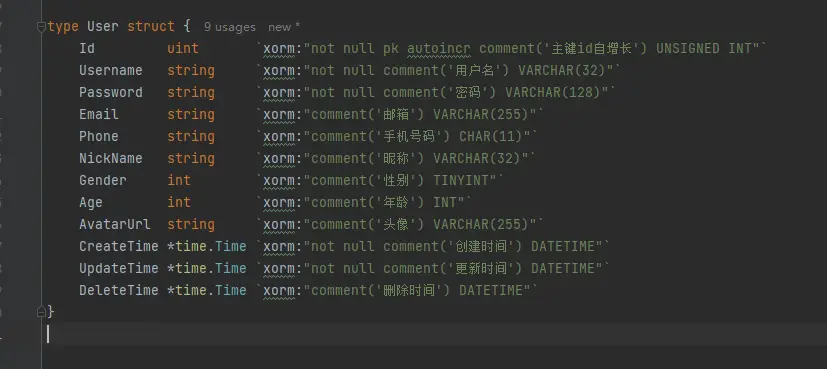 type User struct { 9 usages new *
Id uint `xorm:"not null pk autoincr comment('主键id自增长') UNSIGNED INT"`
Username string `xorm:"not null comment('用户名') VARCHAR(32)"`
Password string `xorm:"not null comment('密码') VARCHAR(128)"`
Email string `xorm:"comment('邮箱') VARCHAR(255)"`
Phone string `xorm:"comment('手机号码') CHAR(11)"`
NickName string `xorm:"comment('昵称') VARCHAR(32)"`
Gender int `xorm:"comment('性别') TINYINT"`
Age int `xorm:"comment('年龄') INT"`
AvatarUrl string `xorm:"comment('头像') VARCHAR(255)"`
CreateTime *time.Time `xorm:"not null comment('创建时间') DATETIME"`
UpdateTime *time.Time `xorm:"not null comment('更新时间') DATETIME"`
DeleteTime *time.Time `xorm:"comment('删除时间') DATETIME"`
}